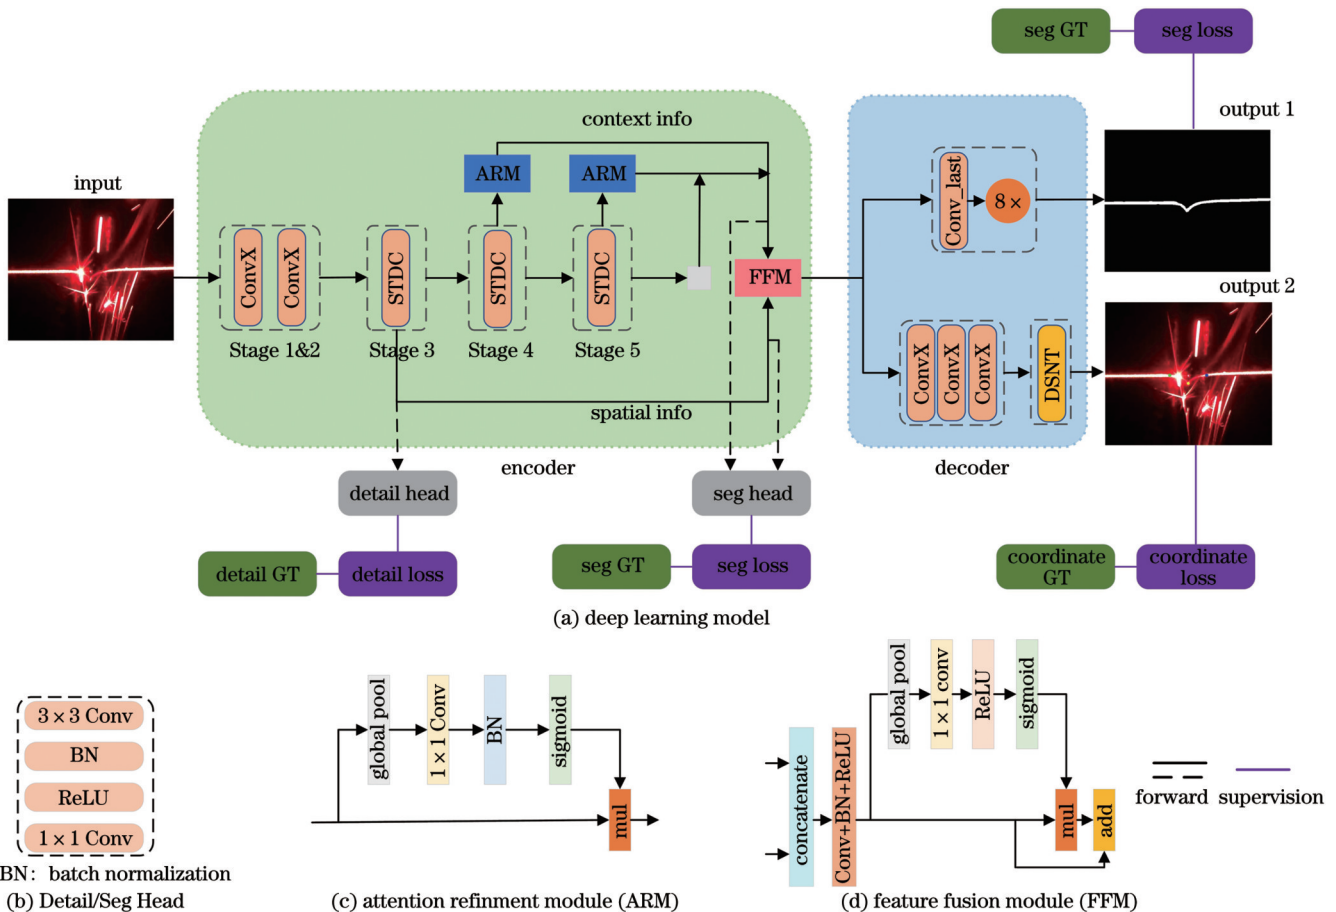 seg GT
seg loss
output 1
context info
input
ARM
ARM
Conv_last
8 ×
ConvX
ConvX
STDC
STDC
STDC
FFM
output 2
Stage 1&2
Stage 3
Stage 4
Stage 5
ConvX
ConvX
ConvX
DSNT
spatial info
encoder
decoder
detail head
seg head
detail GT
detail loss
seg GT
seg loss
coordinate
GT
coordinate
loss
(a) deep learning model
3 × 3 Conv
BN
ReLU
1 × 1 Conv
BN: batch normalization
(b) Detail/Seg Head
global pool
1 × 1 Conv
BN
sigmoid
mul
(c) attention refinment module (ARM)
concatenate
Conv+BN+ReLU
global pool
1 × 1 conv
ReLU
sigmoid
mul
add
(d) feature fusion module (FFM)
forward
supervision